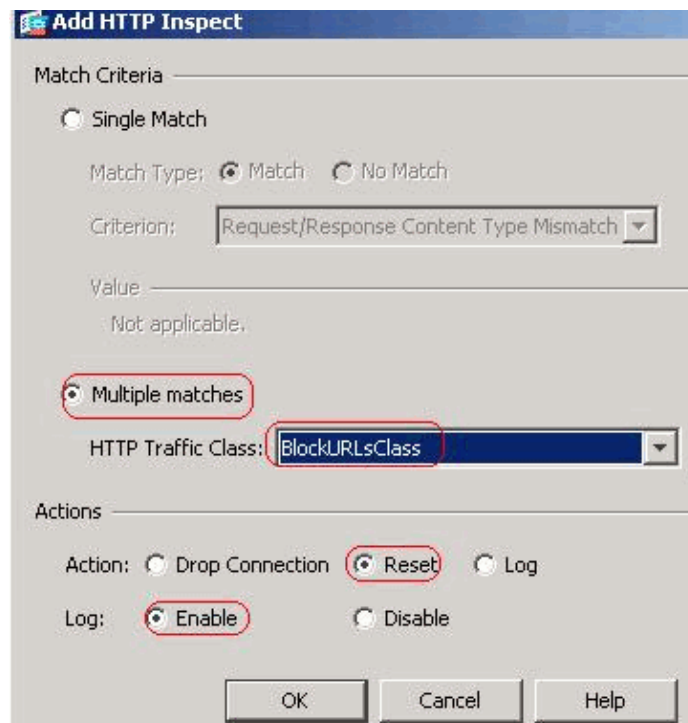 Add HTTP Inspect
Match Criteria
Single Match
Match Type: Match No Match
Criterion: Request/Response Content Type Mismatch
Value
Not applicable.
Multiple matches
HTTP Traffic Class: BlockURLsClass
Actions
Action: Drop Connection Reset Log
Log: Enable Disable
OK Cancel Help